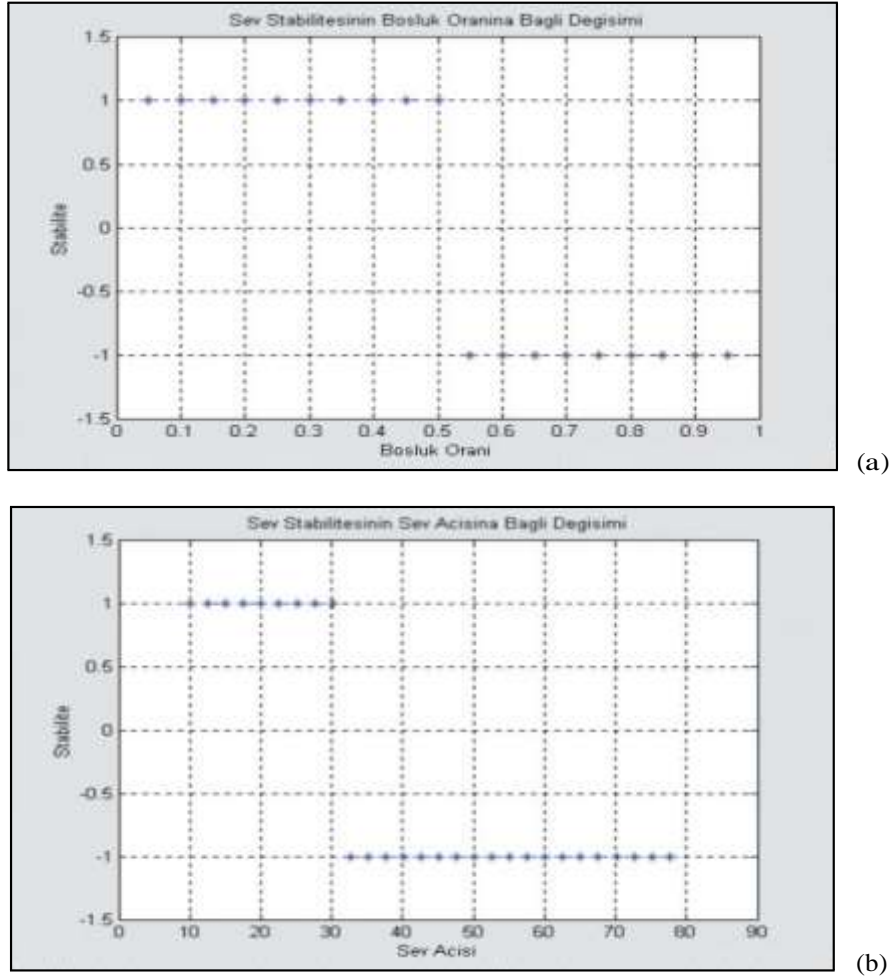 Sev Stabilitesinin Bosluk Oranina Bagli Degisimi
1.5
1
0.5
0
-0.5
-1
-1.5
Stabilite
0 0.1 0.2 0.3 0.4 0.5 0.6 0.7 0.8 0.9 1
Bosluk Orani
(a)
Sev Stabilitesinin Sev Acisina Bagli Degisimi
1.5
1
0.5
0
-0.5
-1
-1.5
Stabilite
0 10 20 30 40 50 60 70 80 90
Sev Acisi
(b)